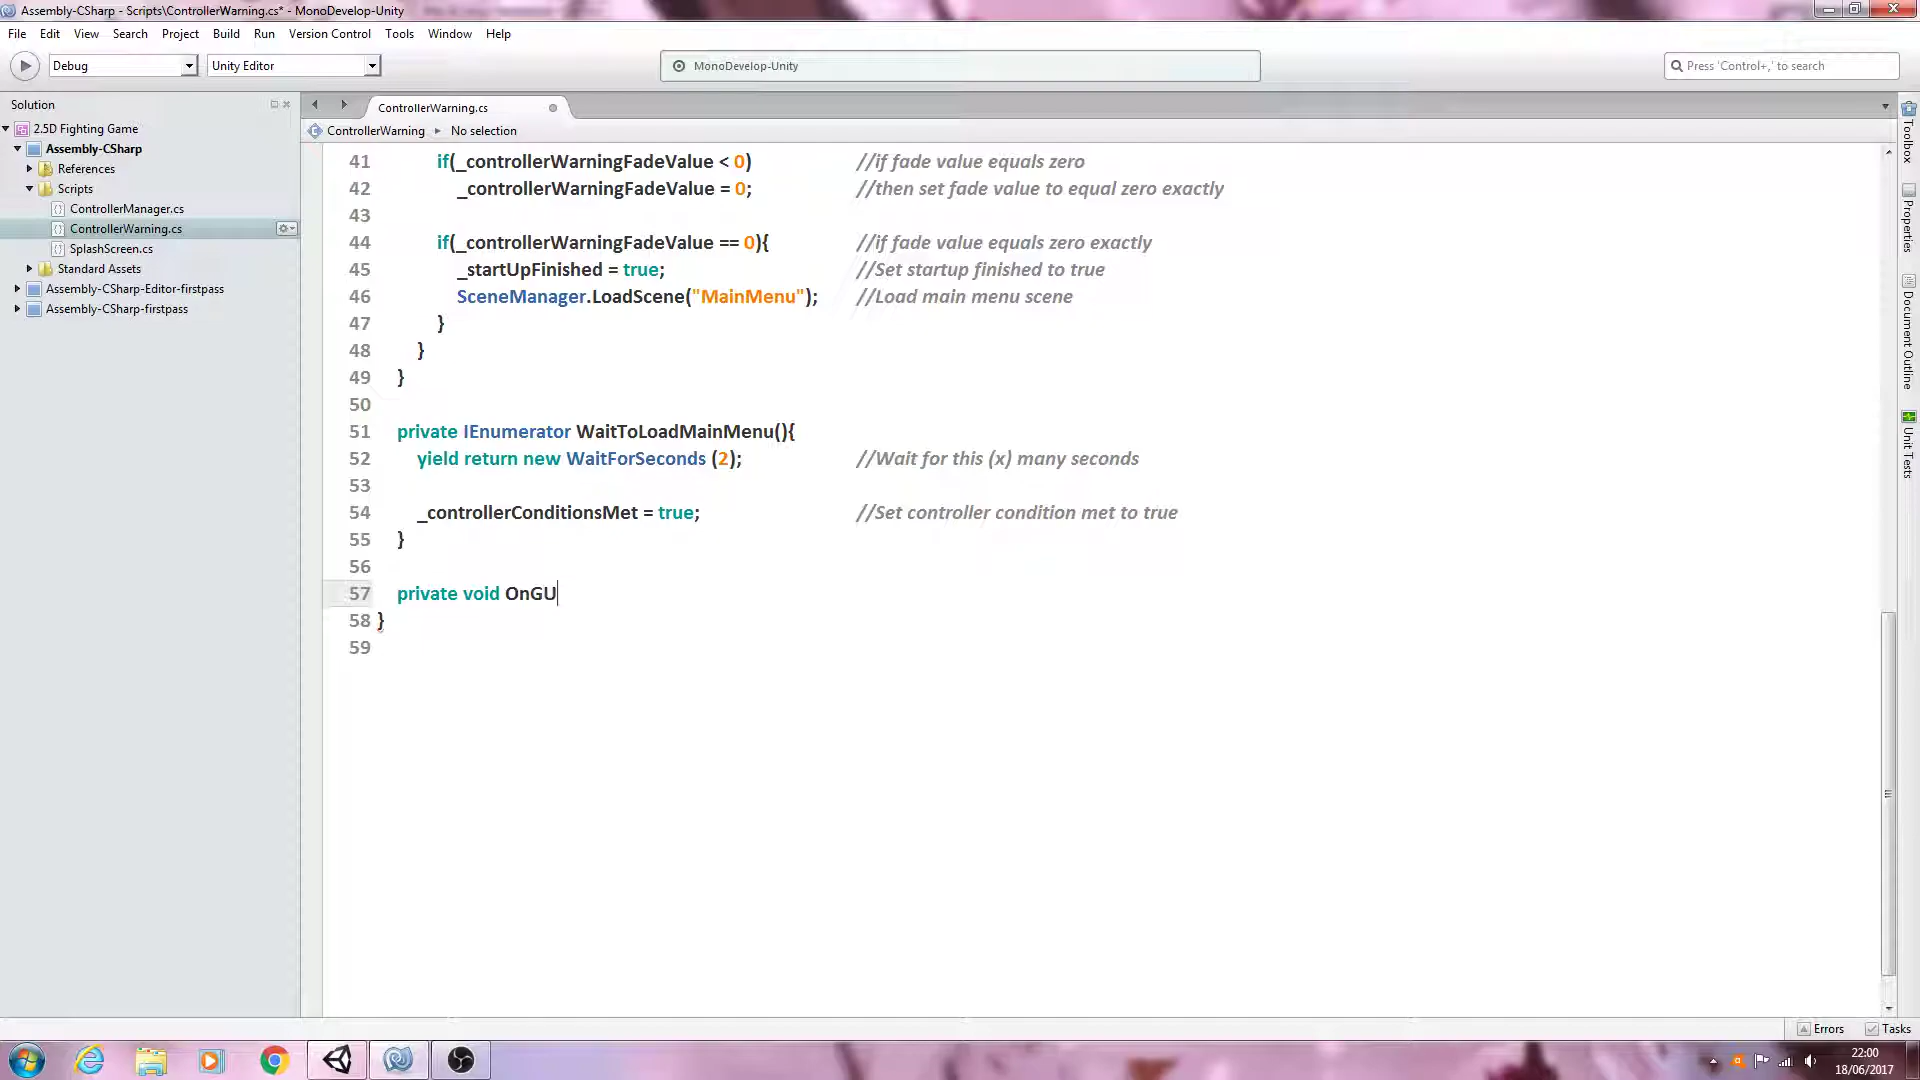 Assembly-CSharp - Scripts\ControllerWarning.cs* - MonoDevelop-Unity
File Edit View Search Project Build Run Version Control Tools Window Help
Debug Unity Editor MonoDevelop-Unity Press 'Control+,' to search
Solution
ControllerWarning.cs
ControllerWarning No selection
2.5D Fighting Game
Assembly-CSharp
References
Scripts
ControllerManager.cs
ControllerWarning.cs
SplashScreen.cs
Standard Assets
Assembly-CSharp-Editor-firstpass
Assembly-CSharp-firstpass
41 if(_controllerWarningFadeValue < 0) //if fade value equals zero
42 _controllerWarningFadeValue = 0; //then set fade value to equal zero exactly
43
44 if(_controllerWarningFadeValue == 0){ //if fade value equals zero exactly
45 _startUpFinished = true; //Set startup finished to true
46 SceneManager.LoadScene("MainMenu"); //Load main menu scene
47 }
48 }
49 }
50
51 private IEnumerator WaitToLoadMainMenu(){
52 yield return new WaitForSeconds (2); //Wait for this (x) many seconds
53
54 _controllerConditionsMet = true; //Set controller condition met to true
55 }
56
57 private void OnGU
58 }
59
Toolbox
Properties
Document Outline
Unit Tests
Errors Tasks
22:00
18/06/2017